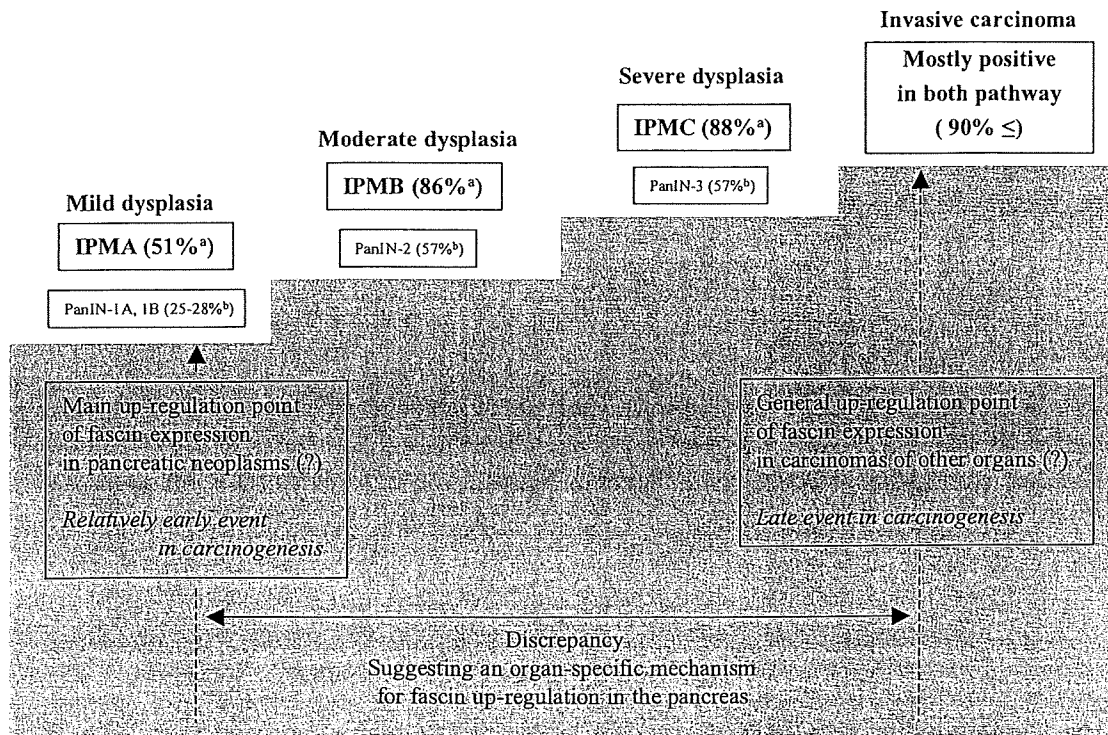 Invasive carcinoma
Mostly positive
in both pathway
( 90% ≤)
Severe dysplasia
IPMC (88%ᵃ)
PanIN-3 (57%ᵇ)
Moderate dysplasia
IPMB (86%ᵃ)
PanIN-2 (57%ᵇ)
Mild dysplasia
IPMA (51%ᵃ)
PanIN-1A, 1B (25-28%ᵇ)
Main up-regulation point
of fascin expression
in pancreatic neoplasms (?)
Relatively early event
in carcinogenesis
General up-regulation point
of fascin expression
in carcinomas of other organs (?)
Late event in carcinogenesis
Discrepancy
Suggesting an organ-specific mechanism
for fascin up-regulation in the pancreas